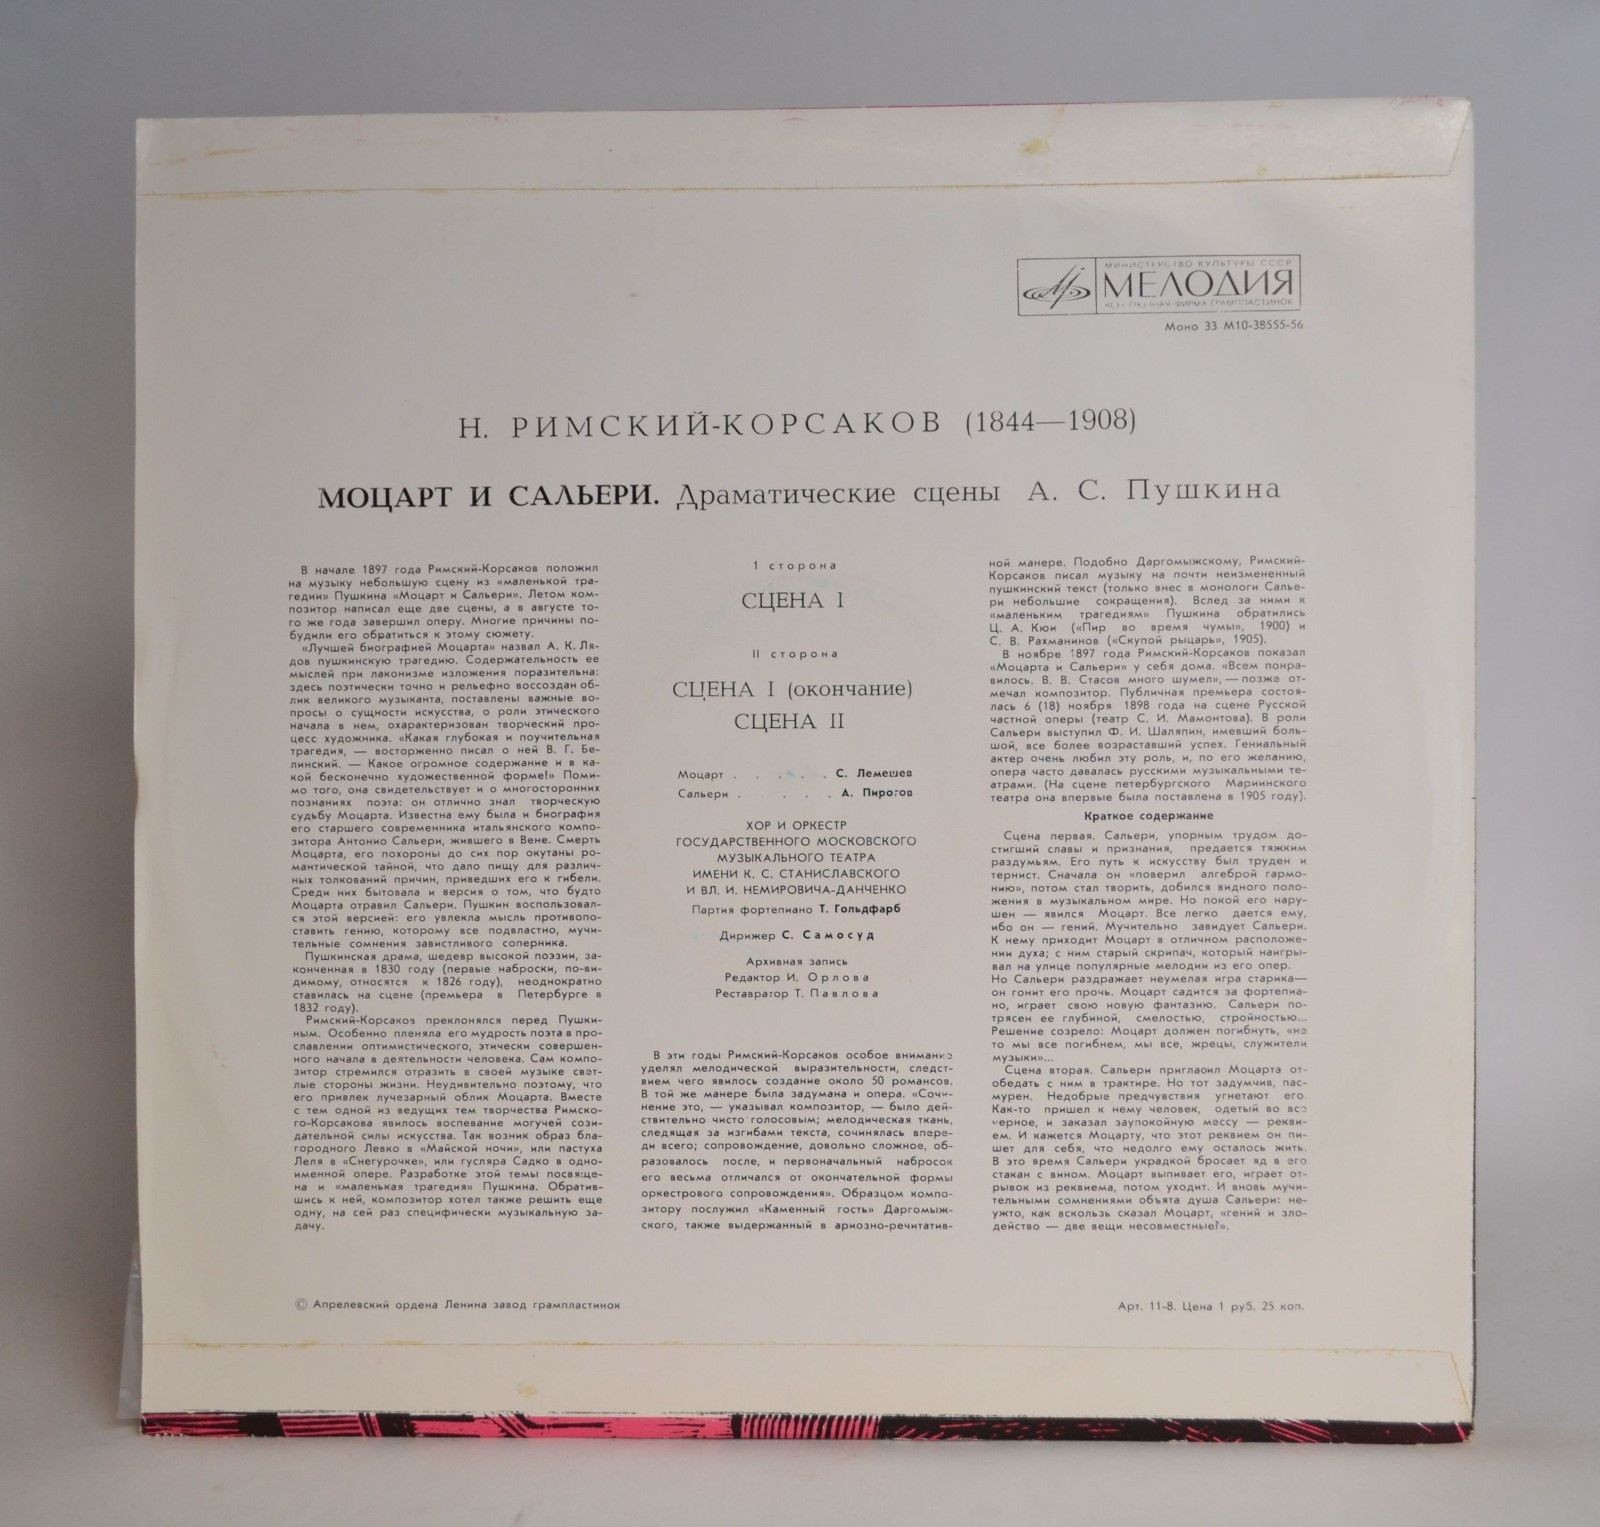 МИНИСТЕРСТВО КУЛЬТУРЫ СССР
МЕЛОДИЯ
ФИРМА ГРАМПЛАСТИНОК
Моно 33 М10-38555-56
Н. РИМСКИЙ-КОРСАКОВ (1844—1908)
МОЦАРТ И САЛЬЕРИ. Драматические сцены А. С. Пушкина
В начале 1897 года Римский-Корсаков положил
на музыку небольшую сцену из «маленькой тра-
гедии» Пушкина «Моцарт и Сальери». Летом ком-
позитор написал еще две сцены, а в августе то-
го же года завершил оперу. Многие причины по-
будили его обратиться к этому сюжету.
«Лучшей биографией Моцарта» назвал А. К. Ля-
дов пушкинскую трагедию. Содержательность ее
мыслей при лаконизме изложения поразительна:
здесь поэтически точно и рельефно воссоздан об-
лик великого музыканта, поставлены важные во-
просы о сущности искусства, о роли этического
начала в нем, охарактеризован творческий про-
цесс художника. «Какая глубокая и поучительная
трагедия, — восторженно писал о ней В. Г. Бе-
линский. — Какое огромное содержание и в ка-
кой бесконечно художественной форме!» Поми-
мо того, она свидетельствует и о многосторонних
познаниях поэта: он отлично знал творческую
судьбу Моцарта. Известна ему была и биография
его старшего современника итальянского компо-
зитора Антонио Сальери, жившего в Вене. Смерть
Моцарта, его похороны до сих пор окутаны ро-
мантической тайной, что дало пищу для различ-
ных толкований причин, приведших его к гибели.
Среди них бытовала и версия о том, что будто
Моцарта отравил Сальери. Пушкин воспользовал-
ся этой версией: его увлекла мысль противопо-
ставить гению, которому все подвластно, мучи-
тельные сомнения завистливого соперника.
Пушкинская драма, шедевр высокой поэзии, за-
конченная в 1830 году (первые наброски, по-ви-
димому, относятся к 1826 году), неоднократно
ставилась на сцене (премьера в Петербурге в
1832 году).
Римский-Корсаков преклонялся перед Пушки-
ным. Особенно пленяла его мудрость поэта в про-
славлении оптимистического, этически совершен-
ного начала в деятельности человека. Сам компо-
зитор стремился отразить в своей музыке свет-
лые стороны жизни. Неудивительно поэтому, что
его привлек лучезарный облик Моцарта. Вместе
с тем одной из ведущих тем творчества Римско-
го-Корсакова явилось воспевание могучей сози-
дательной силы искусства. Так возник образ бла-
городного Левко в «Майской ночи», или пастуха
Леля в «Снегурочке», или гусляра Садко в одно-
именной опере. Разработке этой темы посвяще-
на и «маленькая трагедия» Пушкина. Обратив-
шись к ней, композитор хотел также решить еще
одну, на сей раз специфически музыкальную за-
дачу.
I сторона
СЦЕНА I
II сторона
СЦЕНА I (окончание)
СЦЕНА II
Моцарт . . . . . С. Лемешев
Сальери . . . . . А. Пирогов
ХОР И ОРКЕСТР
ГОСУДАРСТВЕННОГО МОСКОВСКОГО
МУЗЫКАЛЬНОГО ТЕАТРА
ИМЕНИ К. С. СТАНИСЛАВСКОГО
И ВЛ. И. НЕМИРОВИЧА-ДАНЧЕНКО
Партия фортепиано Т. Гольдфарб
Дирижер С. Самосуд
Архивная запись
Редактор И. Орлова
Реставратор Т. Павлова
В эти годы Римский-Корсаков особое внимание
уделял мелодической выразительности, следст-
вием чего явилось создание около 50 романсов.
В той же манере была задумана и опера. «Сочи-
нение это, — указывал композитор, — было дей-
ствительно чисто голосовым; мелодическая ткань,
следящая за изгибами текста, сочинялась впере-
ди всего; сопровождение, довольно сложное, об-
разовалось после, и первоначальный набросок
его весьма отличался от окончательной формы
оркестрового сопровождения». Образцом компо-
зитору послужил «Каменный гость» Даргомыж-
ского, также выдержанный в ариозно-речитатив-
ной манере. Подобно Даргомыжскому, Римский-
Корсаков писал музыку на почти неизмененный
пушкинский текст (только внес в монологи Салье-
ри небольшие сокращения). Вслед за ними к
«маленьким трагедиям» Пушкина обратились
Ц. А. Кюи («Пир во время чумы», 1900) и
С. В. Рахманинов («Скупой рыцарь», 1905).
В ноябре 1897 года Римский-Корсаков показал
«Моцарта и Сальери» у себя дома. «Всем понра-
вилось. В. В. Стасов много шумел», — позже от-
мечал композитор. Публичная премьера состоя-
лась 6 (18) ноября 1898 года на сцене Русской
частной оперы (театр С. И. Мамонтова). В роли
Сальери выступил Ф. И. Шаляпин, имевший боль-
шой, все более возраставший успех. Гениальный
актер очень любил эту роль, и, по его желанию,
опера часто давалась русскими музыкальными те-
атрами. (На сцене петербургского Мариинского
театра она впервые была поставлена в 1905 году).
Краткое содержание
Сцена первая. Сальери, упорным трудом до-
стигший славы и признания, предается тяжким
раздумьям. Его путь к искусству был труден и
тернист. Сначала он «поверил алгеброй гармо-
нию», потом стал творить, добился видного поло-
жения в музыкальном мире. Но покой его нару-
шен — явился Моцарт. Все легко дается ему,
ибо он — гений. Мучительно завидует Сальери.
К нему приходит Моцарт в отличном расположе-
нии духа; с ним старый скрипач, который наигры-
вал на улице популярные мелодии из его опер.
Но Сальери раздражает неумелая игра старика—
он гонит его прочь. Моцарт садится за фортепиа-
но, играет свою новую фантазию. Сальери по-
трясен ее глубиной, смелостью, стройностью...
Решение созрело: Моцарт должен погибнуть, «не
то мы все погибнем, мы все, жрецы, служители
музыки»...
Сцена вторая. Сальери пригласил Моцарта от-
обедать с ним в трактире. Но тот задумчив, пас-
мурен. Недобрые предчувствия угнетают его.
Как-то пришел к нему человек, одетый во все
черное, и заказал заупокойную мессу — рекви-
ем. И кажется Моцарту, что этот реквием он пи-
шет для себя, что недолго ему осталось жить.
В это время Сальери украдкой бросает яд в его
стакан с вином. Моцарт выпивает его, играет от-
рывок из реквиема, потом уходит. И вновь мучи-
тельными сомнениями объята душа Сальери: не-
ужто, как вскользь сказал Моцарт, «гений и зло-
действо — две вещи несовместные?».
© Апрелевский ордена Ленина завод грампластинок
Арт. 11-8. Цена 1 руб. 25 коп.